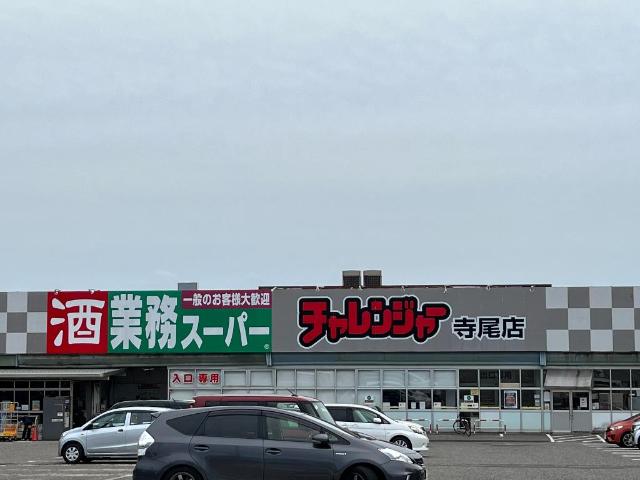 酒
一般のお客様大歓迎
業務スーパー
®
チャレンジャー 寺尾店
入口専用